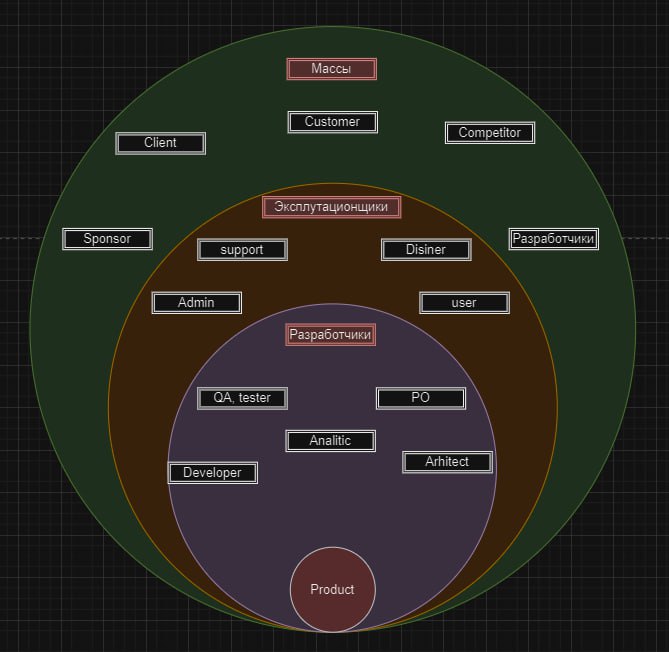 Массы
Customer
Client
Competitor
Эксплутационщики
Sponsor
support
Disiner
Разработчики
Admin
user
Разработчики
QA, tester
PO
Analitic
Developer
Arhitect
Product